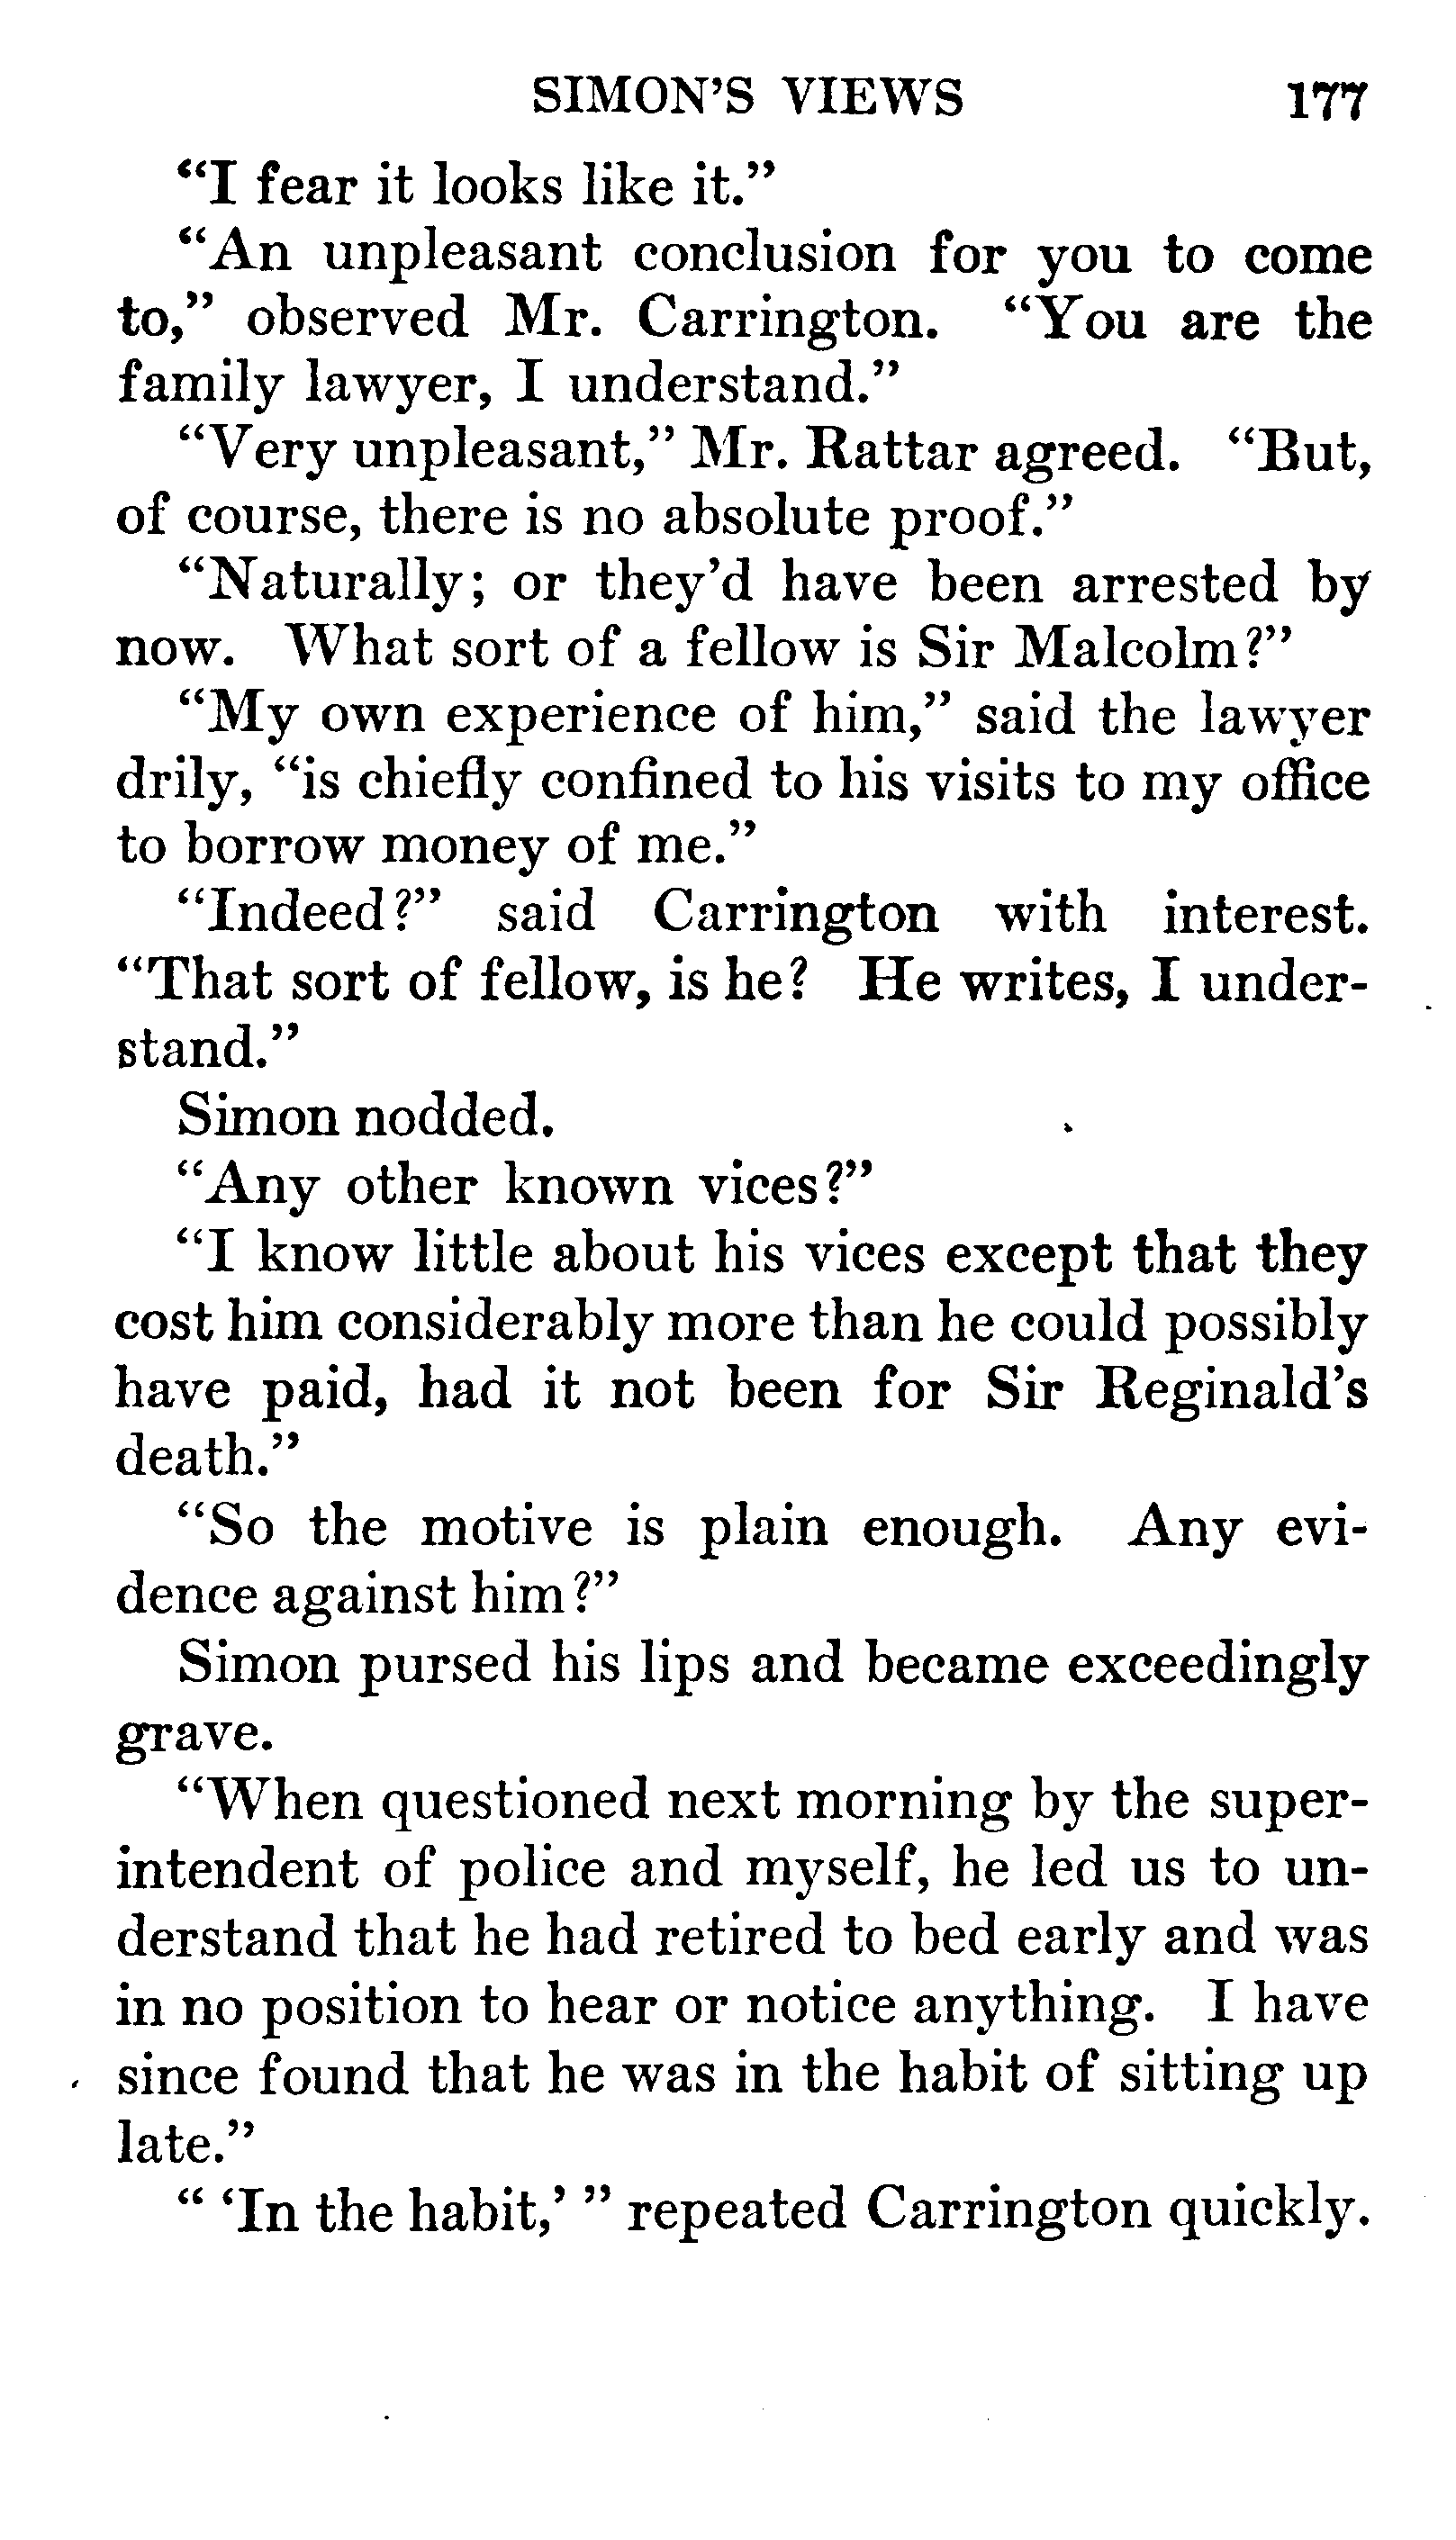 SIMON'S VIEWS 177
“I fear it looks like it.”
“An unpleasant conclusion for you to come
to,” observed Mr. Carrington. “You are the
family lawyer, I understand.”
“Very unpleasant,” Mr. Rattar agreed. “But,
of course, there is no absolute proof.”
“Naturally; or they’d have been arrested by
now. What sort of a fellow is Sir Malcolm?”
“My own experience of him,” said the lawyer
drily, “is chiefly confined to his visits to my office
to borrow money of me.”
“Indeed?” said Carrington with interest.
“That sort of fellow, is he? He writes, I under-
stand.”
Simon nodded.
“Any other known vices?”
“I know little about his vices except that they
cost him considerably more than he could possibly
have paid, had it not been for Sir Reginald’s
death.”
“So the motive is plain enough. Any evi-
dence against him?”
Simon pursed his lips and became exceedingly
grave.
“When questioned next morning by the super-
intendent of police and myself, he led us to un-
derstand that he had retired to bed early and was
in no position to hear or notice anything. I have
since found that he was in the habit of sitting up
late.”
“ ‘In the habit,’ ” repeated Carrington quickly.